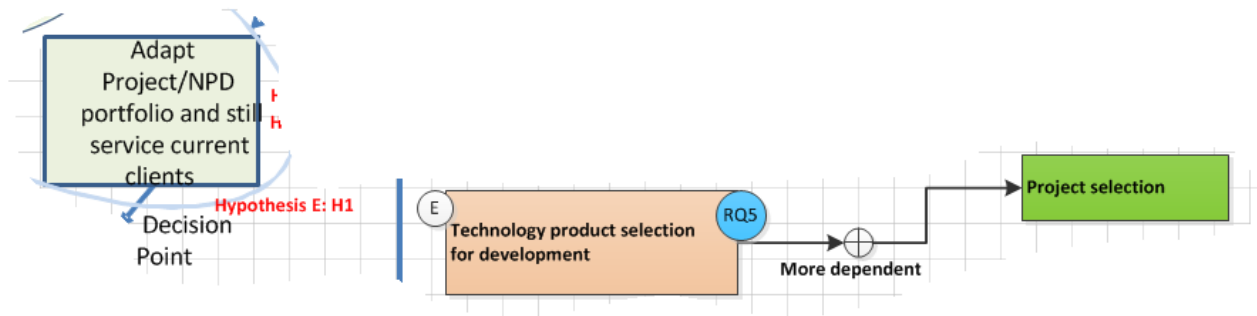 Adapt
Project/NPD
portfolio and still
service current
clients
Hypothesis E: H1
Decision
Point
E
RQ5
Technology product selection
for development
More dependent
Project selection